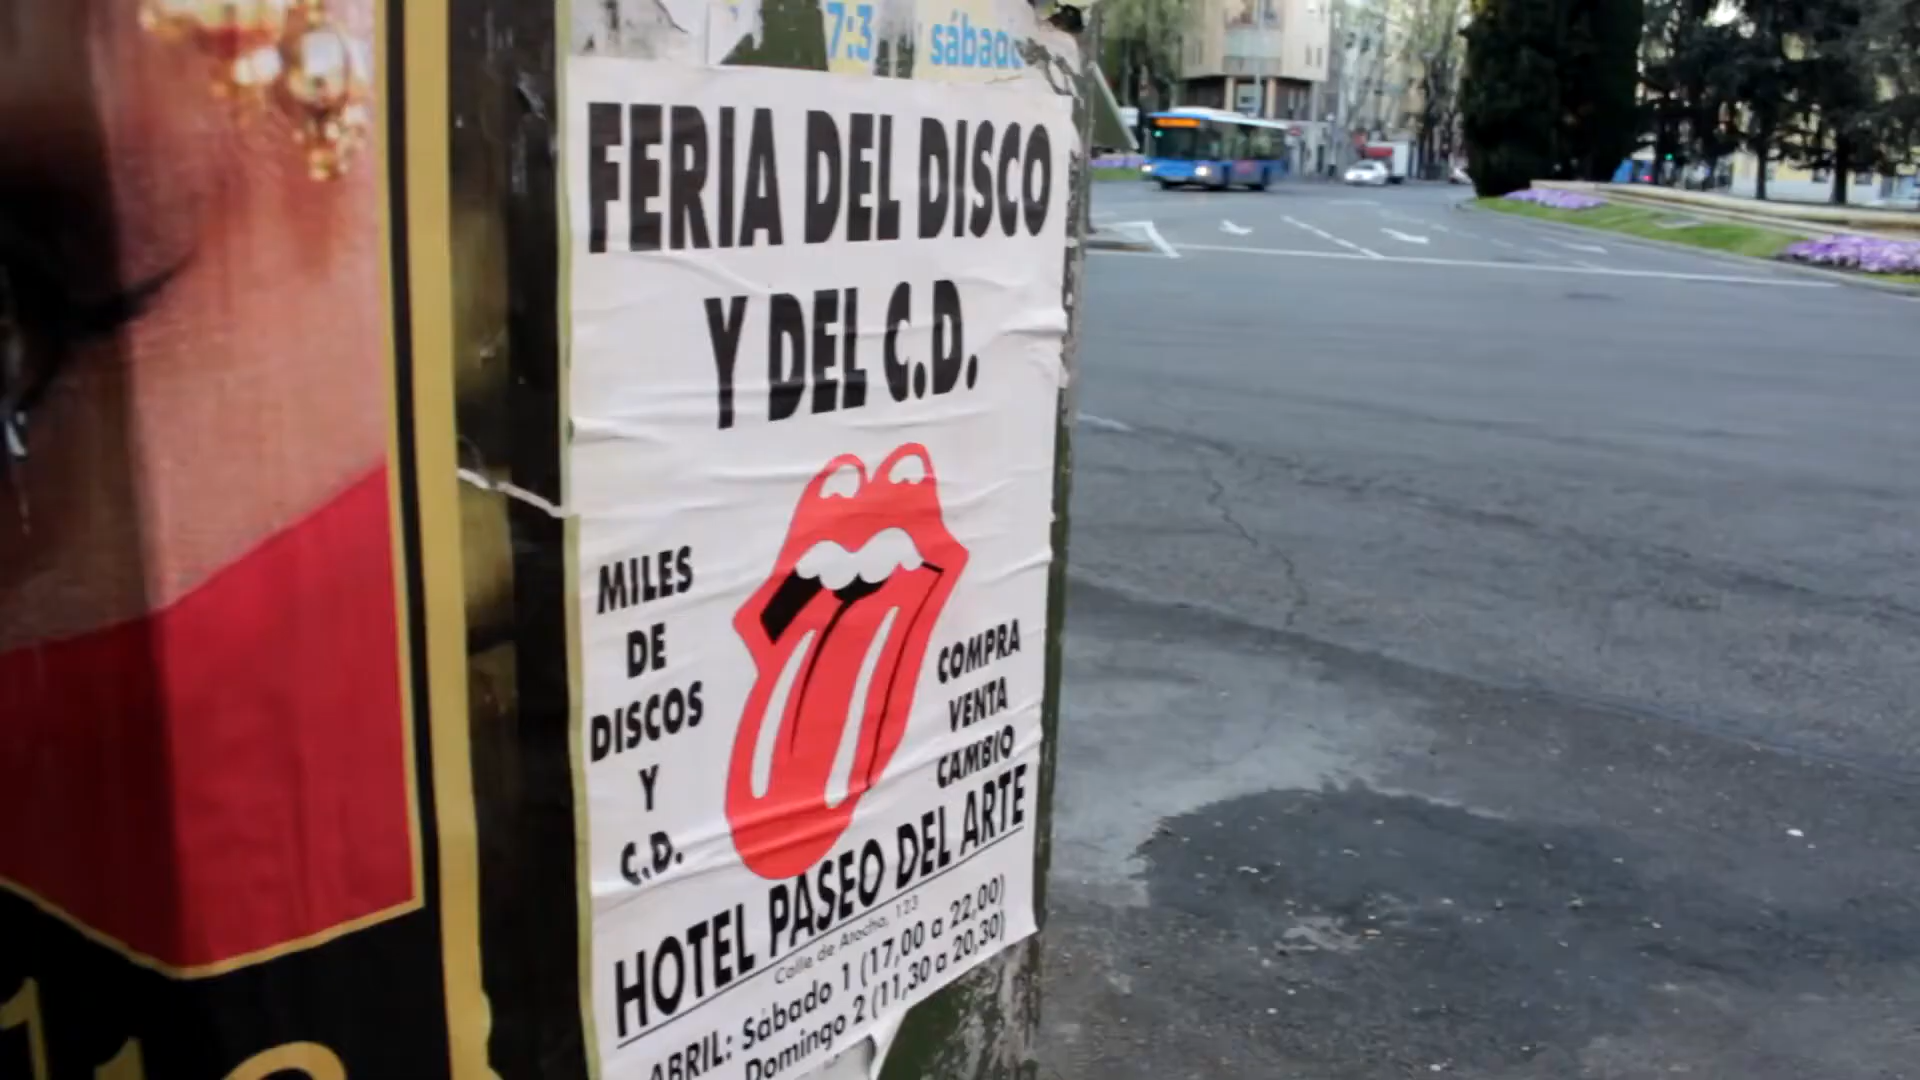 7:3
sábado
FERIA DEL DISCO
Y DEL C.D.
MILES
DE
DISCOS
Y
C.D.
COMPRA
VENTA
CAMBIO
HOTEL PASEO DEL ARTE
Calle de Atocha, 123
ABRIL: Sábado 1 (17,00 a 22,00)
Domingo 2 (11,30 a 20,30)